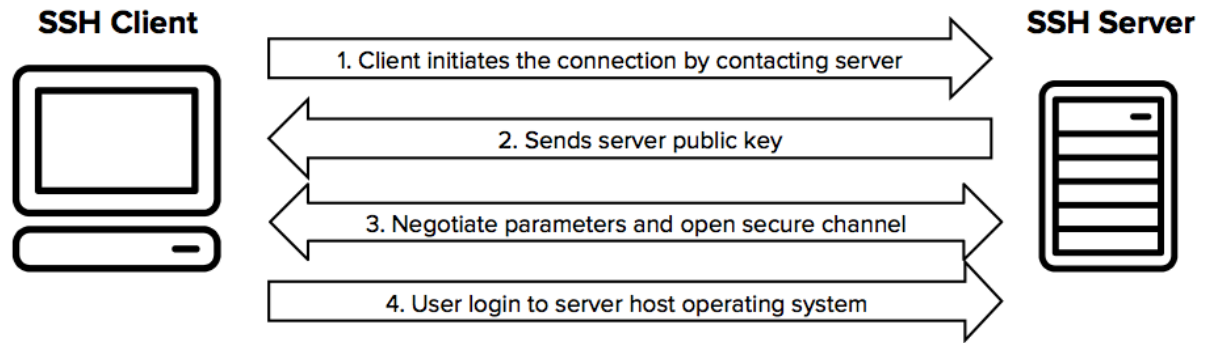 SSH Client
SSH Server
1. Client initiates the connection by contacting server
2. Sends server public key
3. Negotiate parameters and open secure channel
4. User login to server host operating system